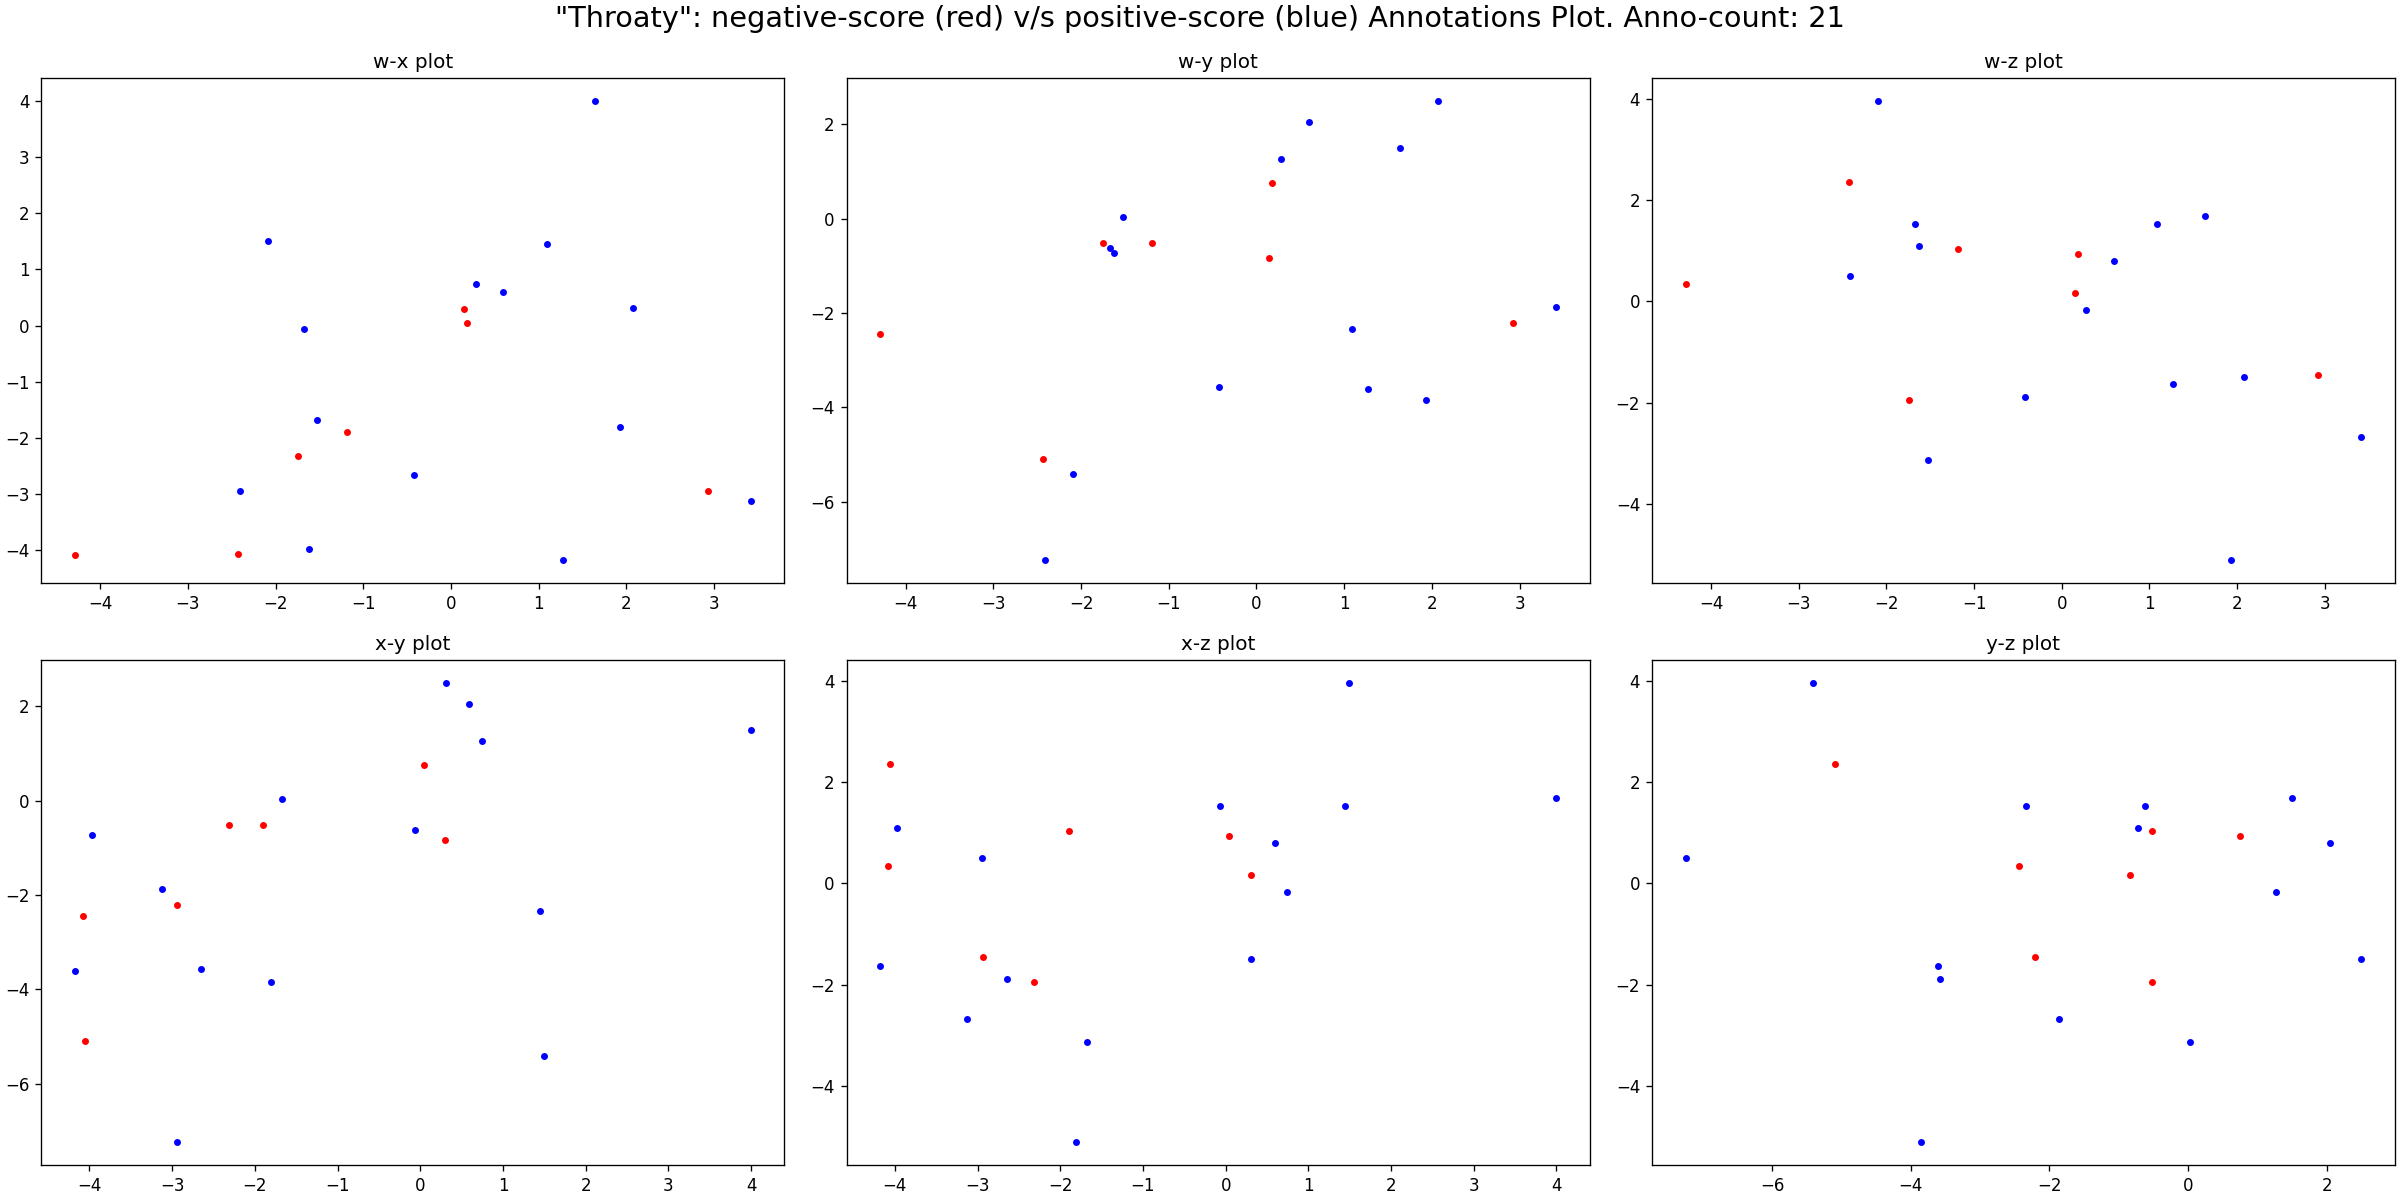 "Throaty": negative-score (red) v/s positive-score (blue) Annotations Plot. Anno-count: 21
w-x plot
4
3
2
1
0
−1
−2
−3
−4
−4 −3 −2 −1 0 1 2 3
w-y plot
2
0
−2
−4
−6
−4 −3 −2 −1 0 1 2 3
w-z plot
4
2
0
−2
−4
−4 −3 −2 −1 0 1 2 3
x-y plot
2
0
−2
−4
−6
−4 −3 −2 −1 0 1 2 3 4
x-z plot
4
2
0
−2
−4
−4 −3 −2 −1 0 1 2 3 4
y-z plot
4
2
0
−2
−4
−6 −4 −2 0 2